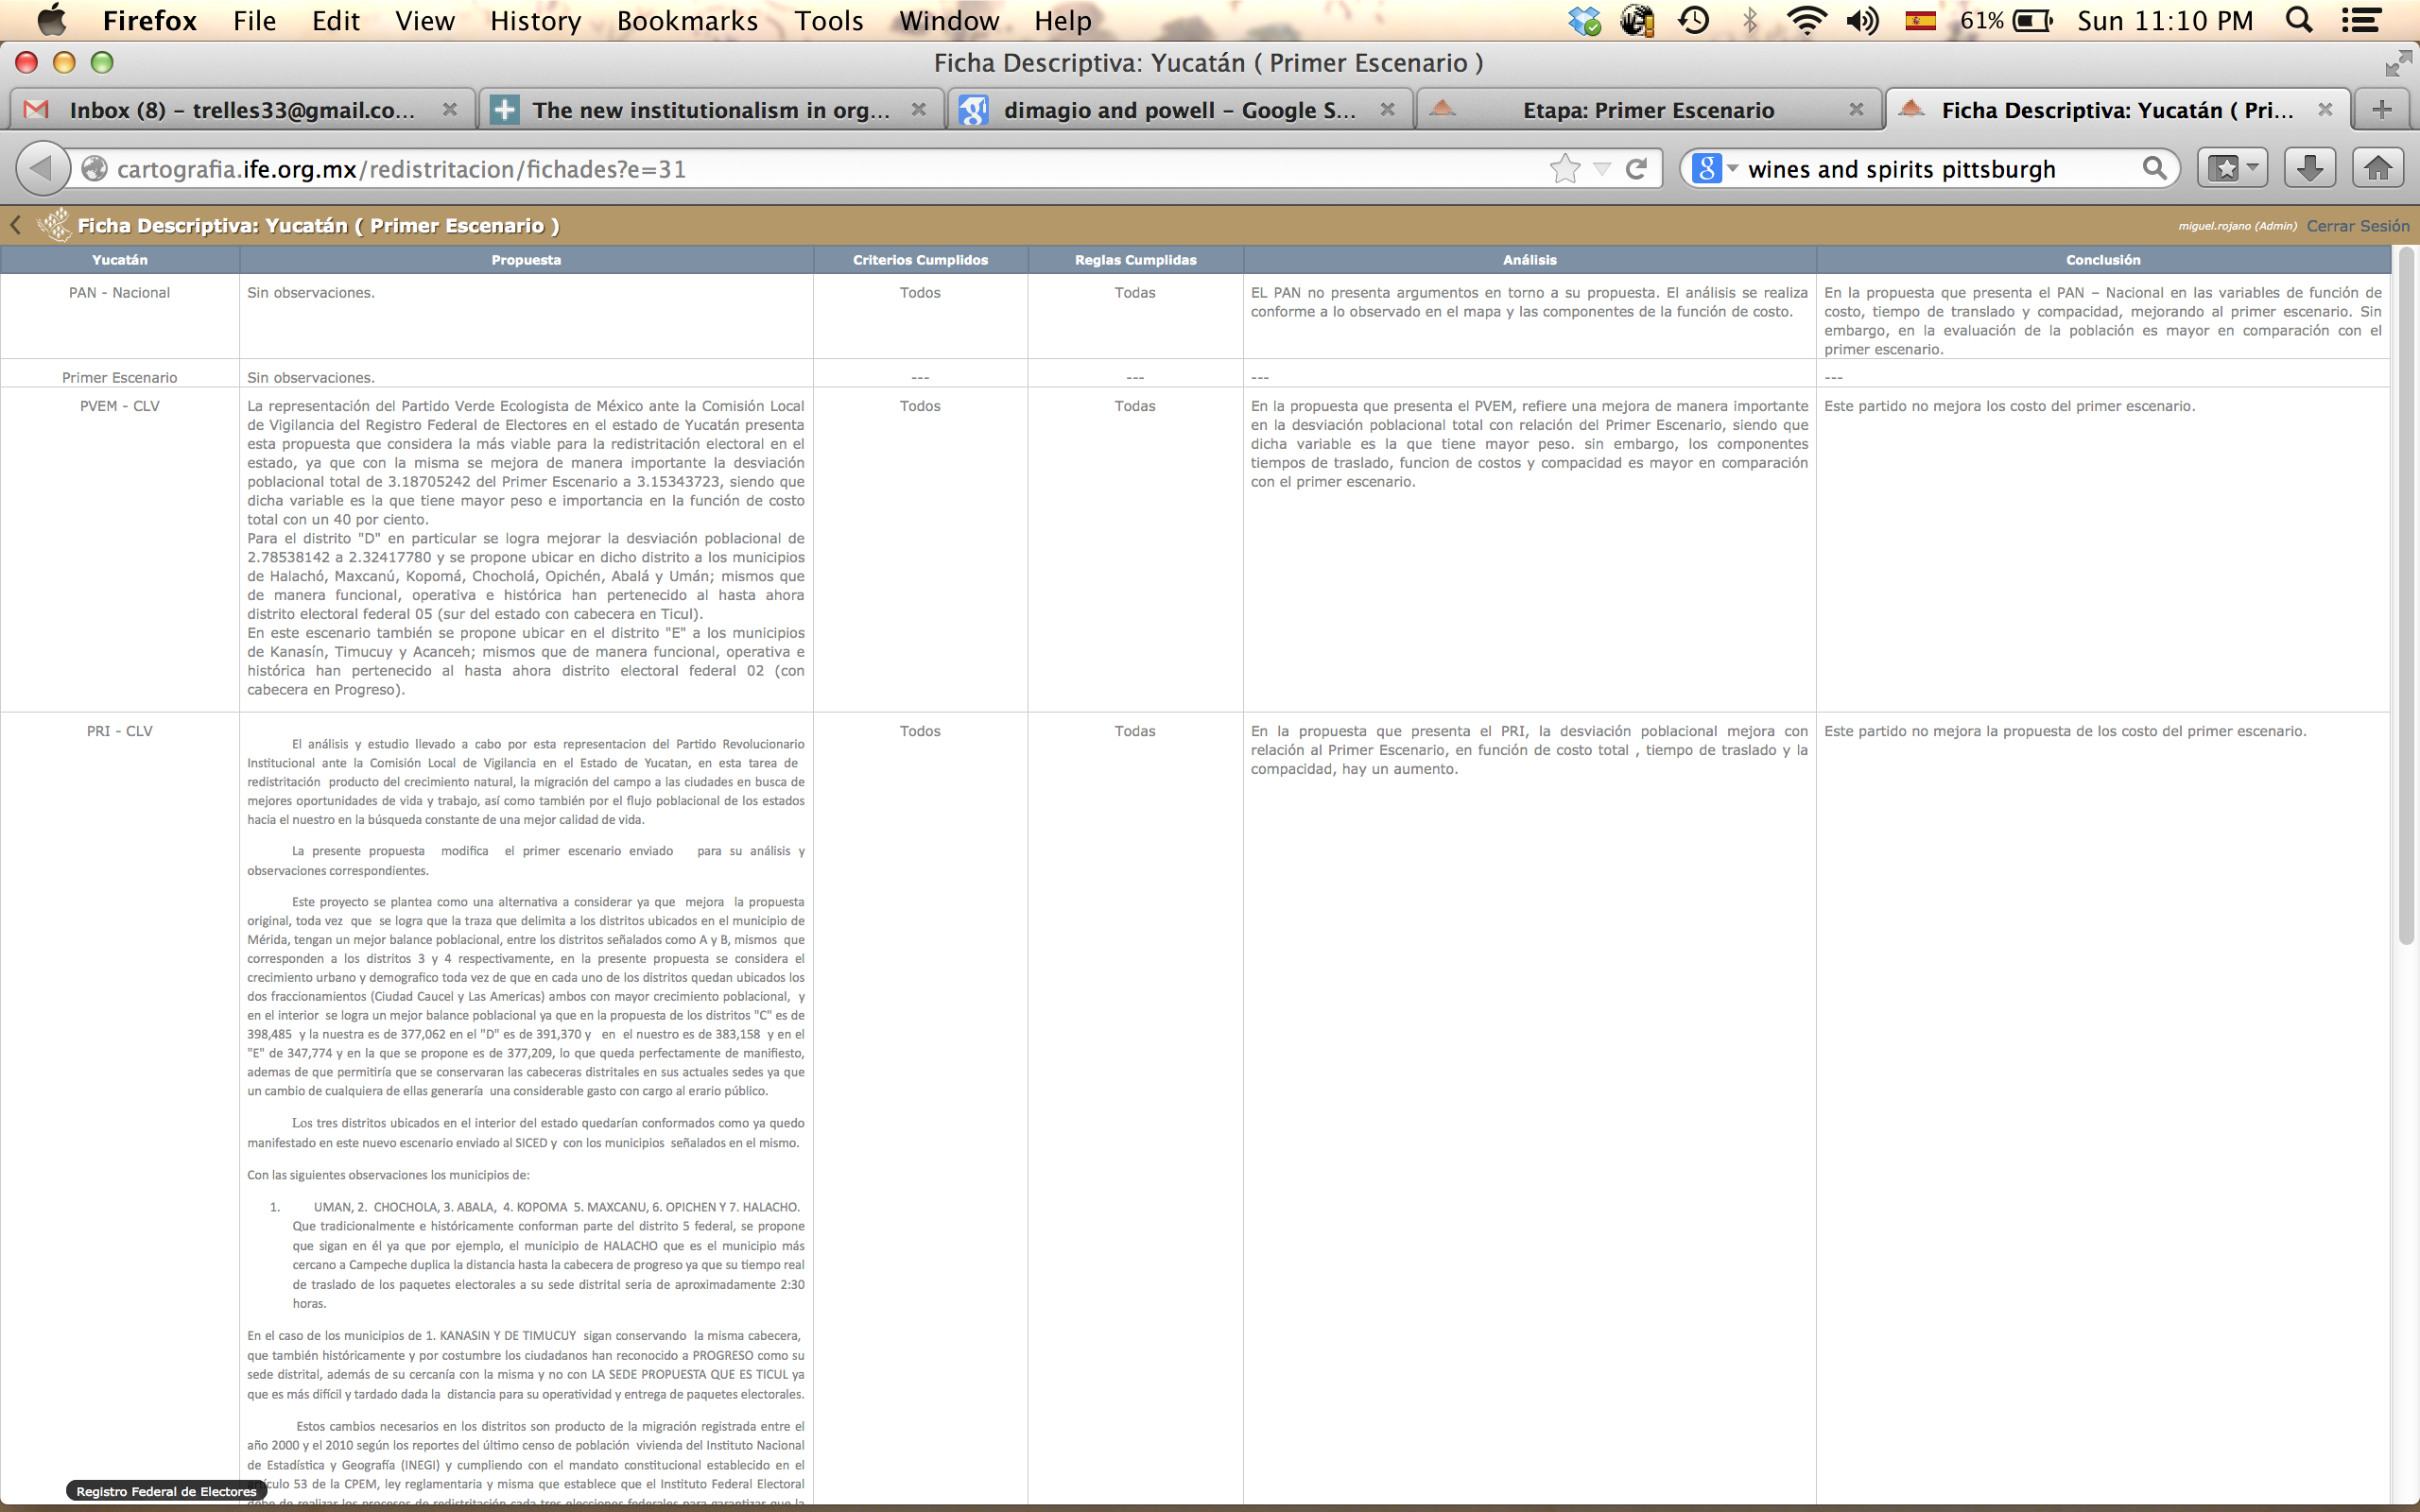 Firefox File Edit View History Bookmarks Tools Window Help 61% Sun 11:10 PM
Ficha Descriptiva: Yucatán ( Primer Escenario )
Inbox (8) – trelles33@gmail.co... The new institutionalism in org... dimagio and powell – Google S... Etapa: Primer Escenario Ficha Descriptiva: Yucatán ( Pri...
cartografia.ife.org.mx/redistritacion/fichades?e=31 wines and spirits pittsburgh
Ficha Descriptiva: Yucatán ( Primer Escenario ) miguel.rojano (Admin) Cerrar Sesión
Yucatán Propuesta Criterios Cumplidos Reglas Cumplidas Análisis Conclusión
PAN - Nacional
Sin observaciones.
Todos
Todas
EL PAN no presenta argumentos en torno a su propuesta. El análisis se realiza
conforme a lo observado en el mapa y las componentes de la función de costo.
En la propuesta que presenta el PAN – Nacional en las variables de función de
costo, tiempo de translado y compacidad, mejorando al primer escenario. Sin
embargo, en la evaluación de la población es mayor en comparación con el
primer escenario.
Primer Escenario Sin observaciones. --- --- --- ---
PVEM - CLV
La representación del Partido Verde Ecologista de México ante la Comisión Local
de Vigilancia del Registro Federal de Electores en el estado de Yucatán presenta
esta propuesta que considera la más viable para la redistritación electoral en el
estado, ya que con la misma se mejora de manera importante la desviación
poblacional total de 3.18705242 del Primer Escenario a 3.15343723, siendo que
dicha variable es la que tiene mayor peso e importancia en la función de costo
total con un 40 por ciento.
Para el distrito "D" en particular se logra mejorar la desviación poblacional de
2.78538142 a 2.32417780 y se propone ubicar en dicho distrito a los municipios
de Halachó, Maxcanú, Kopomá, Chocholá, Opichén, Abalá y Umán; mismos que
de manera funcional, operativa e histórica han pertenecido al hasta ahora
distrito electoral federal 05 (sur del estado con cabecera en Ticul).
En este escenario también se propone ubicar en el distrito "E" a los municipios
de Kanasín, Timucuy y Acanceh; mismos que de manera funcional, operativa e
histórica han pertenecido al hasta ahora distrito electoral federal 02 (con
cabecera en Progreso).
Todos
Todas
En la propuesta que presenta el PVEM, refiere una mejora de manera importante
en la desviación poblacional total con relación del Primer Escenario, siendo que
dicha variable es la que tiene mayor peso. sin embargo, los componentes
tiempos de traslado, funcion de costos y compacidad es mayor en comparación
con el primer escenario.
Este partido no mejora los costo del primer escenario.
PRI - CLV
El análisis y estudio llevado a cabo por esta representacion del Partido Revolucionario
Institucional ante la Comisión Local de Vigilancia en el Estado de Yucatan, en esta tarea de
redistritación producto del crecimiento natural, la migración del campo a las ciudades en busca de
mejores oportunidades de vida y trabajo, así como también por el flujo poblacional de los estados
hacia el nuestro en la búsqueda constante de una mejor calidad de vida.
La presente propuesta modifica el primer escenario enviado para su análisis y
observaciones correspondientes.
Este proyecto se plantea como una alternativa a considerar ya que mejora la propuesta
original, toda vez que se logra que la traza que delimita a los distritos ubicados en el municipio de
Mérida, tengan un mejor balance poblacional, entre los distritos señalados como A y B, mismos que
corresponden a los distritos 3 y 4 respectivamente, en la presente propuesta se considera el
crecimiento urbano y demografico toda vez de que en cada uno de los distritos quedan ubicados los
dos fraccionamientos (Ciudad Caucel y Las Americas) ambos con mayor crecimiento poblacional, y
en el interior se logra un mejor balance poblacional ya que en la propuesta de los distritos "C" es de
398,485 y la nuestra es de 377,062 en el "D" es de 391,370 y en el nuestro es de 383,158 y en el
"E" de 347,774 y en la que se propone es de 377,209, lo que queda perfectamente de manifiesto,
ademas de que permitiría que se conservaran las cabeceras distritales en sus actuales sedes ya que
un cambio de cualquiera de ellas generaría una considerable gasto con cargo al erario público.
Los tres distritos ubicados en el interior del estado quedarían conformados como ya quedo
manifestado en este nuevo escenario enviado al SICED y con los municipios señalados en el mismo.
Con las siguientes observaciones los municipios de:
1. UMAN, 2. CHOCHOLA, 3. ABALA, 4. KOPOMA 5. MAXCANU, 6. OPICHEN Y 7. HALACHO.
Que tradicionalmente e históricamente conforman parte del distrito 5 federal, se propone
que sigan en él ya que por ejemplo, el municipio de HALACHO que es el municipio más
cercano a Campeche duplica la distancia hasta la cabecera de progreso ya que su tiempo real
de traslado de los paquetes electorales a su sede distrital seria de aproximadamente 2:30
horas.
En el caso de los municipios de 1. KANASIN Y DE TIMUCUY sigan conservando la misma cabecera,
que también históricamente y por costumbre los ciudadanos han reconocido a PROGRESO como su
sede distrital, además de su cercanía con la misma y no con LA SEDE PROPUESTA QUE ES TICUL ya
que es más difícil y tardado dada la distancia para su operatividad y entrega de paquetes electorales.
Estos cambios necesarios en los distritos son producto de la migración registrada entre el
año 2000 y el 2010 según los reportes del último censo de población vivienda del Instituto Nacional
de Estadística y Geografía (INEGI) y cumpliendo con el mandato constitucional establecido en el
ículo 53 de la CPEM, ley reglamentaria y misma que establece que el Instituto Federal Electoral
debe de realizar los procesos de redistritación cada tres elecciones federales para garantizar que la
Todos
Todas
En la propuesta que presenta el PRI, la desviación poblacional mejora con
relación al Primer Escenario, en función de costo total , tiempo de traslado y la
compacidad, hay un aumento.
Este partido no mejora la propuesta de los costo del primer escenario.
Registro Federal de Electores